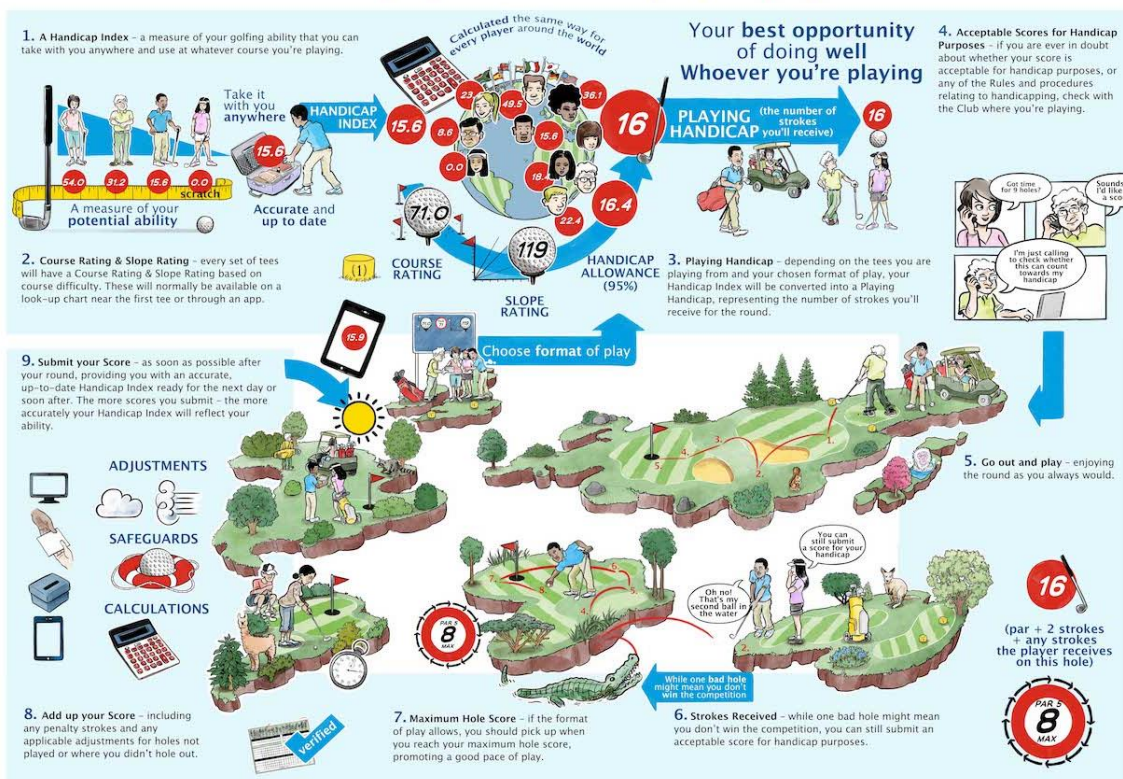 1. A Handicap Index – a measure of your golfing ability that you can
take with you anywhere and use at whatever course you're playing.
54.0
31.2
15.6
0.0
scratch
A measure of your
potential ability
Take it
with you
anywhere
15.6
Accurate and
up to date
HANDICAP
INDEX
15.6
Calculated the same way for
every player around the world
49.5
36.1
8.6
15.6
0.0
22.4
16
71.0
COURSE
RATING
119
SLOPE
RATING
16.4
HANDICAP
ALLOWANCE
(95%)
Your best opportunity
of doing well
Whoever you're playing
PLAYING
HANDICAP
(the number of
strokes
you'll receive)
16
4. Acceptable Scores for Handicap
Purposes – if you are ever in doubt
about whether your score is
acceptable for handicap purposes, or
any of the Rules and procedures
relating to handicapping, check with
the Club where you're playing.
Got time
for 9 holes?
Sounds
I'd like
a sco
I'm just calling
to check whether
this can count
towards my
handicap
2. Course Rating & Slope Rating – every set of tees
will have a Course Rating & Slope Rating based on
course difficulty. These will normally be available on a
look-up chart near the first tee or through an app.
(1)
3. Playing Handicap – depending on the tees you are
playing from and your chosen format of play, your
Handicap Index will be converted into a Playing
Handicap, representing the number of strokes you'll
receive for the round.
15.9
Choose format of play
9. Submit your Score – as soon as possible after
your round, providing you with an accurate,
up-to-date Handicap Index ready for the next day or
soon after. The more scores you submit – the more
accurately your Handicap Index will reflect your
ability.
1.
2.
3.
4.
5.
5. Go out and play – enjoying
the round as you always would.
ADJUSTMENTS
SAFEGUARDS
CALCULATIONS
You can
still submit
a score for your
handicap
Oh no!
That's my
second ball in
the water
2.
4.
5.
6.
7.
8.
PAR 5
8
MAX
While one bad hole
might mean you don't
win the competition
16
(par + 2 strokes
+ any strokes
the player receives
on this hole)
PAR 5
8
MAX
8. Add up your Score – including
any penalty strokes and any
applicable adjustments for holes not
played or where you didn't hole out.
verified
7. Maximum Hole Score – if the format
of play allows, you should pick up when
you reach your maximum hole score,
promoting a good pace of play.
6. Strokes Received – while one bad hole might mean
you don't win the competition, you can still submit an
acceptable score for handicap purposes.